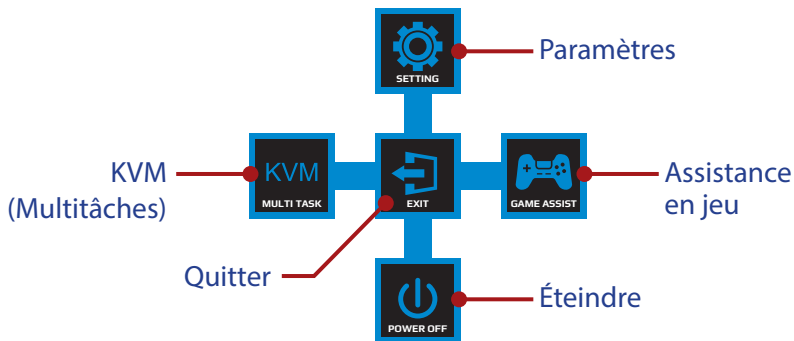 SETTING
Paramètres
KVM
(Multitâches)
KVM
MULTI TASK
EXIT
GAME ASSIST
Assistance
en jeu
Quitter
POWER OFF
Éteindre